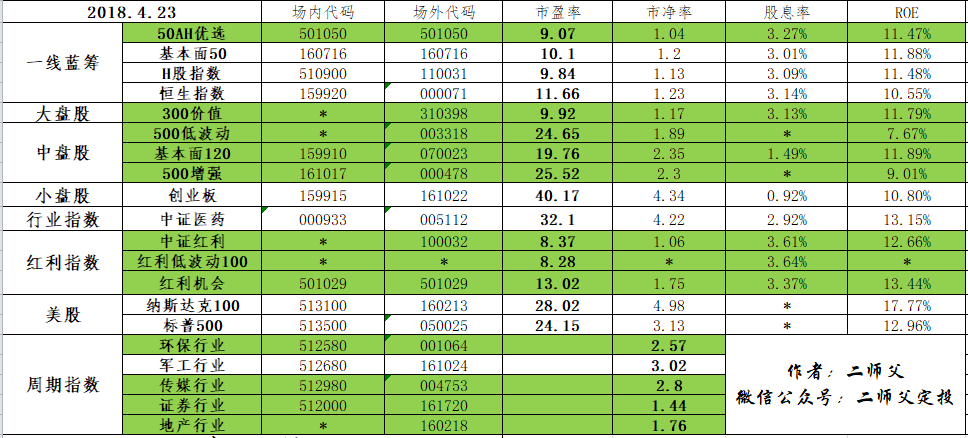 2018.4.23 场内代码 场外代码 市盈率 市净率 股息率 ROE
一线蓝筹 50AH优选 501050 501050 9.07 1.04 3.27% 11.47%
基本面50 160716 160716 10.1 1.2 3.01% 11.88%
H股指数 510900 110031 9.84 1.13 3.09% 11.48%
恒生指数 159920 000071 11.66 1.23 3.14% 10.55%
大盘股 300价值 * 310398 9.92 1.17 3.13% 11.79%
中盘股 500低波动 * 003318 24.65 1.89 * 7.67%
基本面120 159910 070023 19.76 2.35 1.49% 11.89%
500增强 161017 000478 25.52 2.3 * 9.01%
小盘股 创业板 159915 161022 40.17 4.34 0.92% 10.80%
行业指数 中证医药 000933 005112 32.1 4.22 2.92% 13.15%
红利指数 中证红利 * 100032 8.37 1.06 3.61% 12.66%
红利低波动100 * * 8.28 * 3.64% *
红利机会 501029 501029 13.02 1.75 3.37% 13.44%
美股 纳斯达克100 513100 160213 28.02 4.98 * 17.77%
标普500 513500 050025 24.15 3.13 * 12.96%
周期指数 环保行业 512580 001064 2.57
军工行业 512680 161024 3.02
传媒行业 512980 004753 2.8
证券行业 512000 161720 1.44
地产行业 * 160218 1.76
作者：二师父
微信公众号：二师父定投